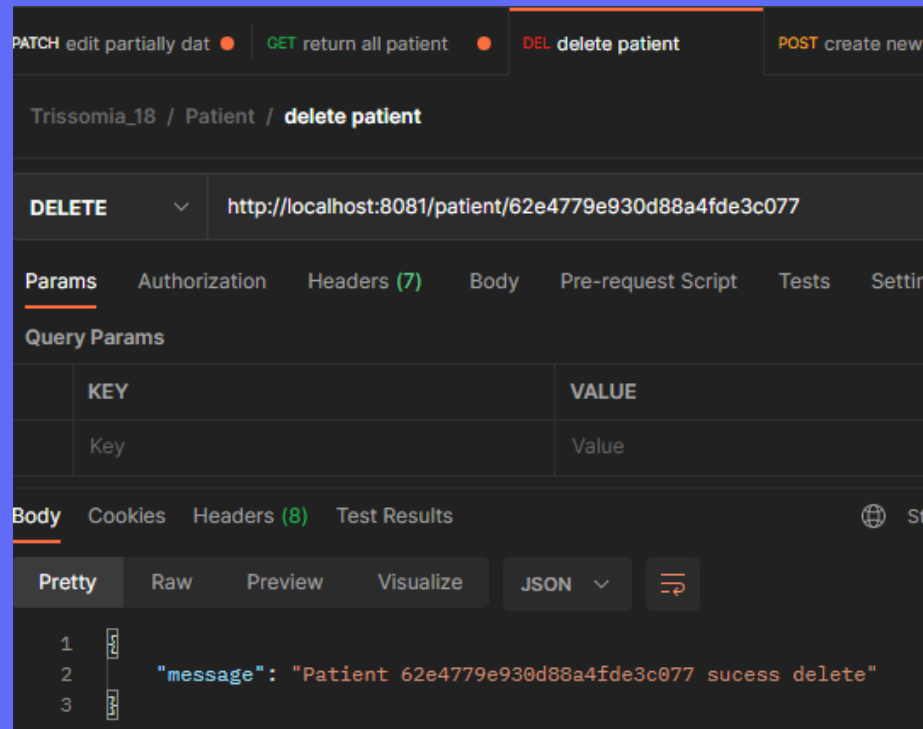 PATCH edit partially dat GET return all patient DEL delete patient POST create new
Trissomia_18 / Patient / delete patient
DELETE http://localhost:8081/patient/62e4779e930d88a4fde3c077
Params Authorization Headers (7) Body Pre-request Script Tests Settin
Query Params
KEY VALUE
Key Value
Body Cookies Headers (8) Test Results St
Pretty Raw Preview Visualize JSON
1 {
2 "message": "Patient 62e4779e930d88a4fde3c077 sucess delete"
3 }